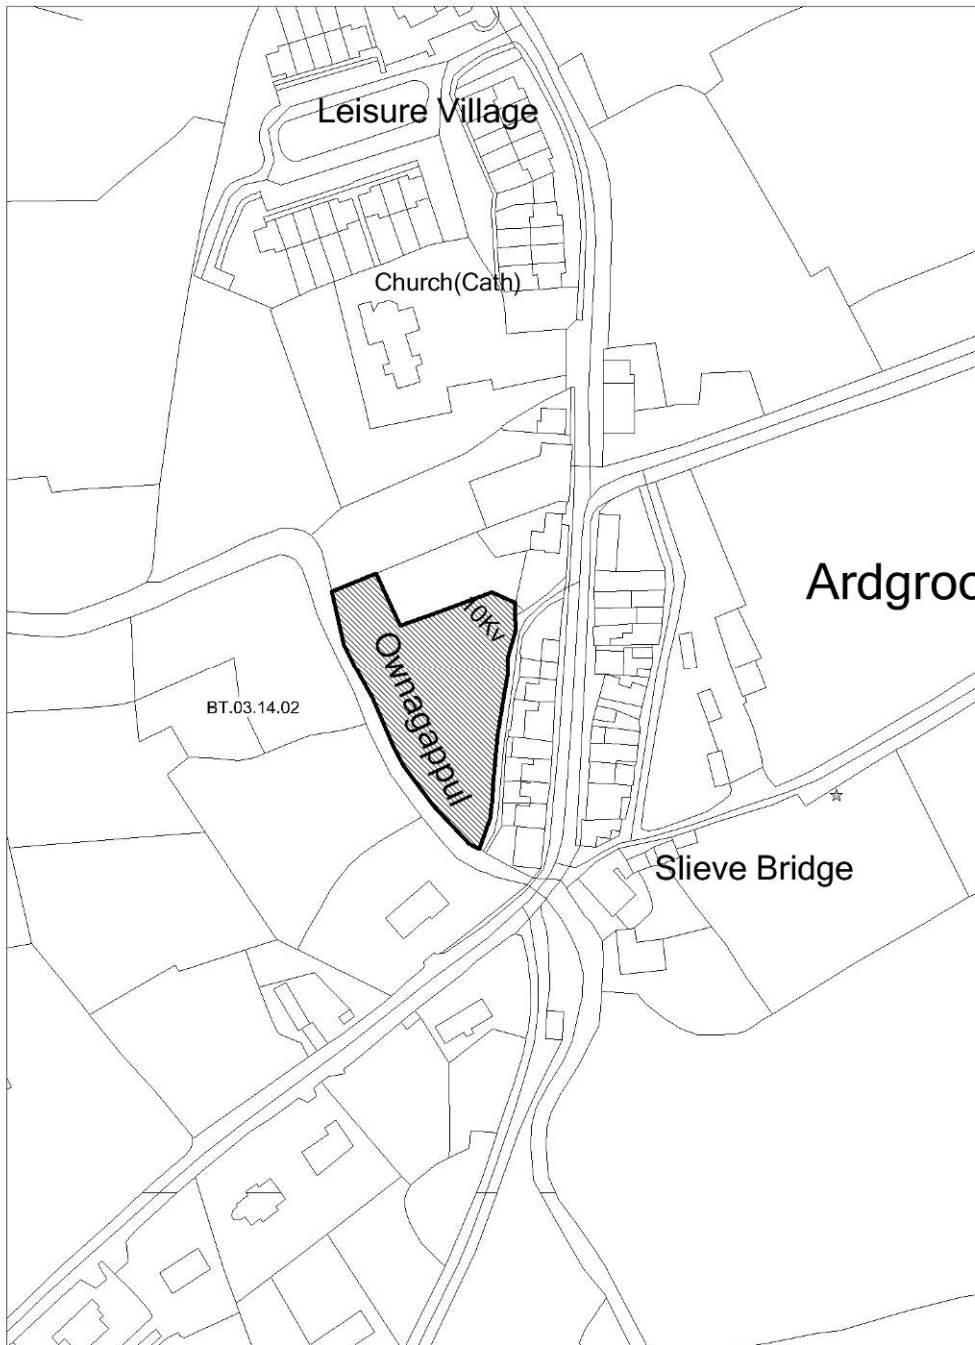 Leisure Village
Church(Cath)
Ardgroo
10Kv
Ownagappul
BT.03.14.02
Slieve Bridge